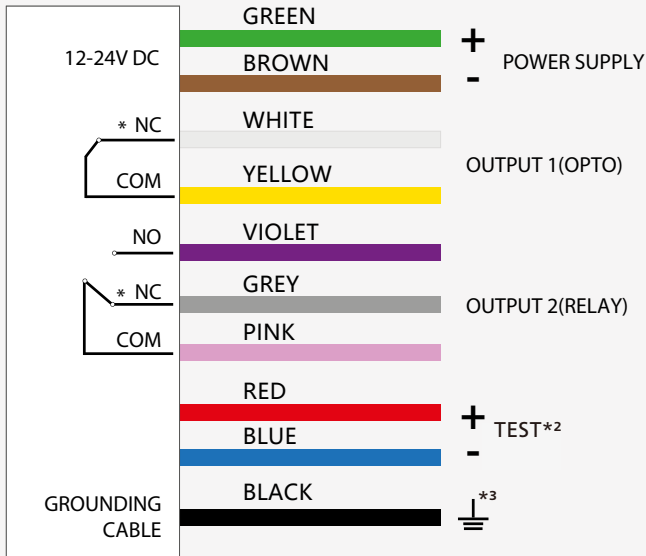 GREEN
12-24V DC
+
POWER SUPPLY
BROWN
-
* NC
WHITE
OUTPUT 1(OPTO)
COM
YELLOW
NO
VIOLET
* NC
GREY
OUTPUT 2(RELAY)
COM
PINK
RED
+
TEST*2
BLUE
-
BLACK
*3
GROUNDING
CABLE